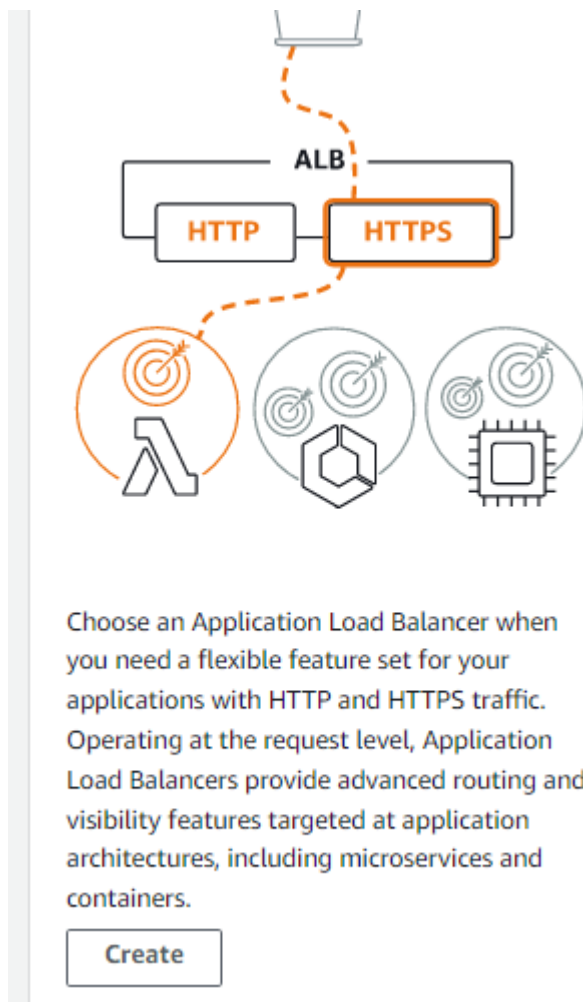 ALB
HTTP
HTTPS
Choose an Application Load Balancer when
you need a flexible feature set for your
applications with HTTP and HTTPS traffic.
Operating at the request level, Application
Load Balancers provide advanced routing and
visibility features targeted at application
architectures, including microservices and
containers.
Create